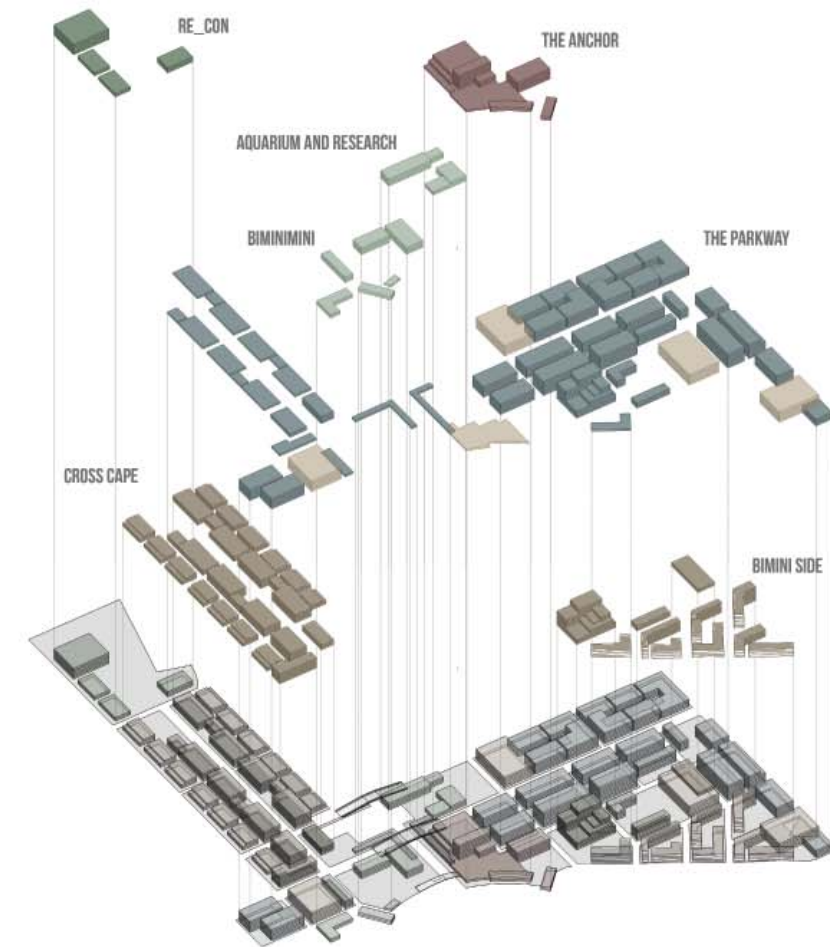 RE_CON
THE ANCHOR
AQUARIUM AND RESEARCH
BIMINIMINI
THE PARKWAY
CROSS CAPE
BIMINI SIDE